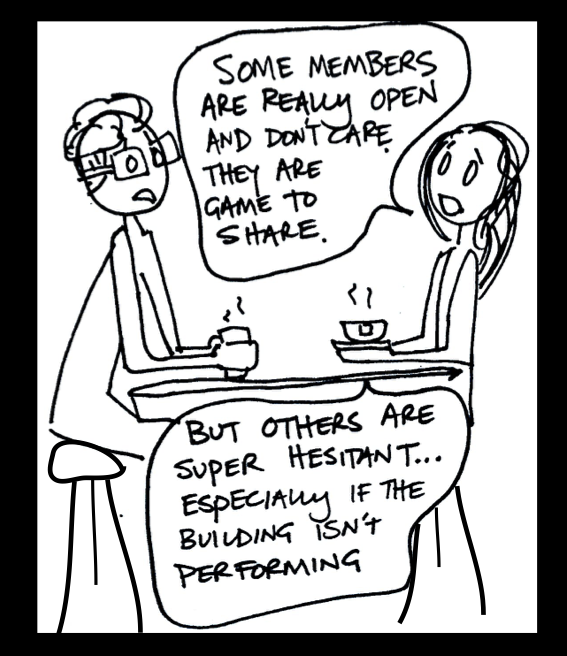 SOME MEMBERS
ARE REALLY OPEN
AND DON'T CARE.
THEY ARE
GAME TO
SHARE.
BUT OTHERS ARE
SUPER HESITANT...
ESPECIALLY IF THE
BUILDING ISN'T
PERFORMING